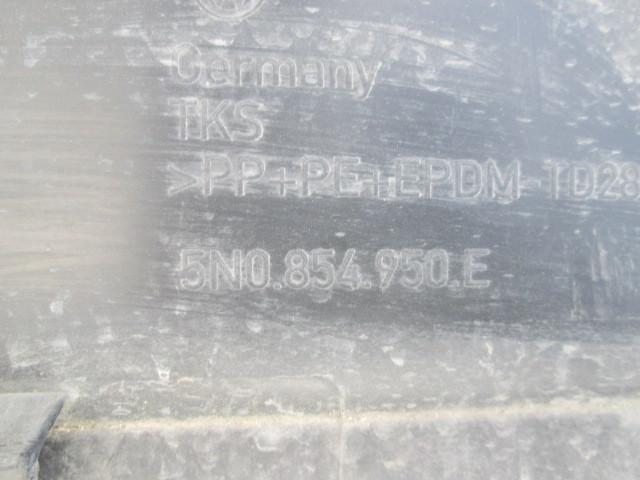 Germany
TKS
>PP+PE+EPDM-TD28
5N0.854.950.E